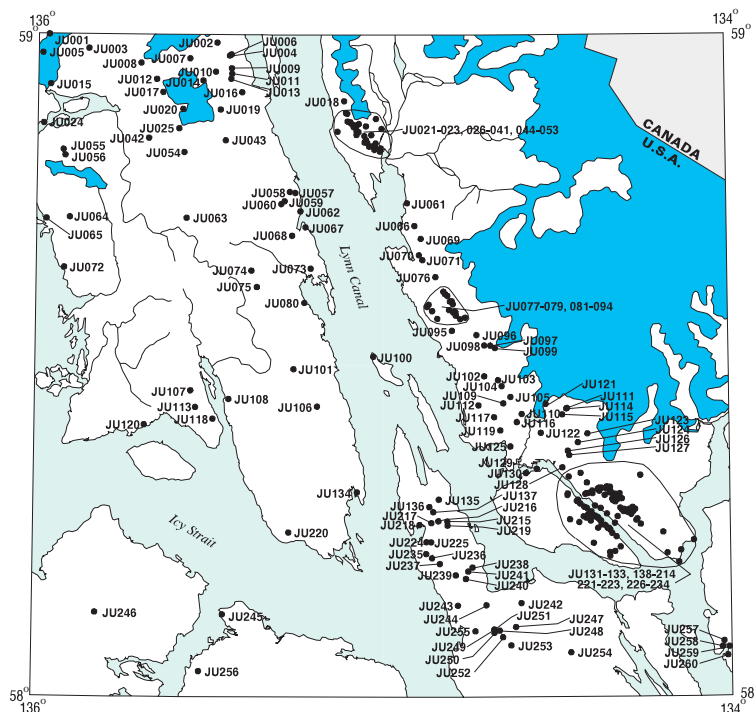 136°
134°
59°
59°
JU001
JU002
JU006
JU003
JU004
JU005
JU007
JU008
JU009
JU010
JU011
JU012
JU014
JU013
JU015
JU017
JU016
JU018
JU020
JU019
JU024
JU025
JU021-023, 026-041, 044-053
CANADA
U.S.A.
JU042
JU043
JU055
JU054
JU056
JU058
JU057
JU059
JU060
JU061
JU062
JU064
JU063
JU066
JU067
JU065
JU068
JU069
Lynn Canal
JU070
JU071
JU072
JU074
JU073
JU076
JU075
JU080
JU077-079, 081-094
JU095
JU096
JU097
JU098
JU099
JU100
JU101
JU102
JU103
JU104
JU121
JU107
JU108
JU109
JU105
JU111
JU113
JU106
JU112
JU110
JU114
JU115
JU118
JU117
JU116
JU123
JU120
JU119
JU122
JU124
JU126
JU125
JU127
JU129
JU130
JU128
JU134
JU135
JU137
JU136
JU216
Icy Strait
JU217
JU215
JU218
JU219
JU220
JU224
JU225
JU235
JU236
JU237
JU238
JU239
JU241
JU240
JU131-133, 138-214
221-223, 226-234
JU246
JU245
JU243
JU242
JU244
JU251
JU247
JU255
JU248
JU257
JU249
JU253
JU258
JU250
JU254
JU259
JU252
JU260
JU256
58°
58°
136°
134°